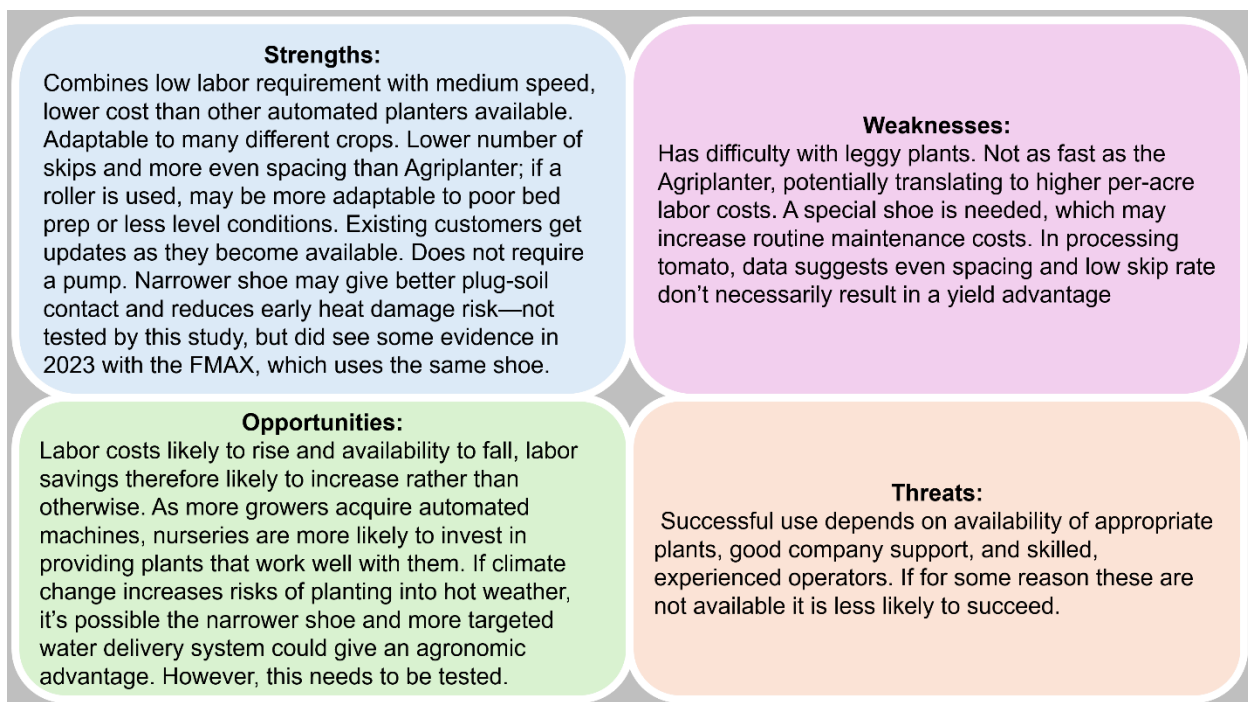 Strengths:
Combines low labor requirement with medium speed,
lower cost than other automated planters available.
Adaptable to many different crops. Lower number of
skips and more even spacing than Agriplanter; if a
roller is used, may be more adaptable to poor bed
prep or less level conditions. Existing customers get
updates as they become available. Does not require
a pump. Narrower shoe may give better plug-soil
contact and reduces early heat damage risk—not
tested by this study, but did see some evidence in
2023 with the FMAX, which uses the same shoe.
Weaknesses:
Has difficulty with leggy plants. Not as fast as the
Agriplanter, potentially translating to higher per-acre
labor costs. A special shoe is needed, which may
increase routine maintenance costs. In processing
tomato, data suggests even spacing and low skip rate
don’t necessarily result in a yield advantage
Opportunities:
Labor costs likely to rise and availability to fall, labor
savings therefore likely to increase rather than
otherwise. As more growers acquire automated
machines, nurseries are more likely to invest in
providing plants that work well with them. If climate
change increases risks of planting into hot weather,
it’s possible the narrower shoe and more targeted
water delivery system could give an agronomic
advantage. However, this needs to be tested.
Threats:
Successful use depends on availability of appropriate
plants, good company support, and skilled,
experienced operators. If for some reason these are
not available it is less likely to succeed.